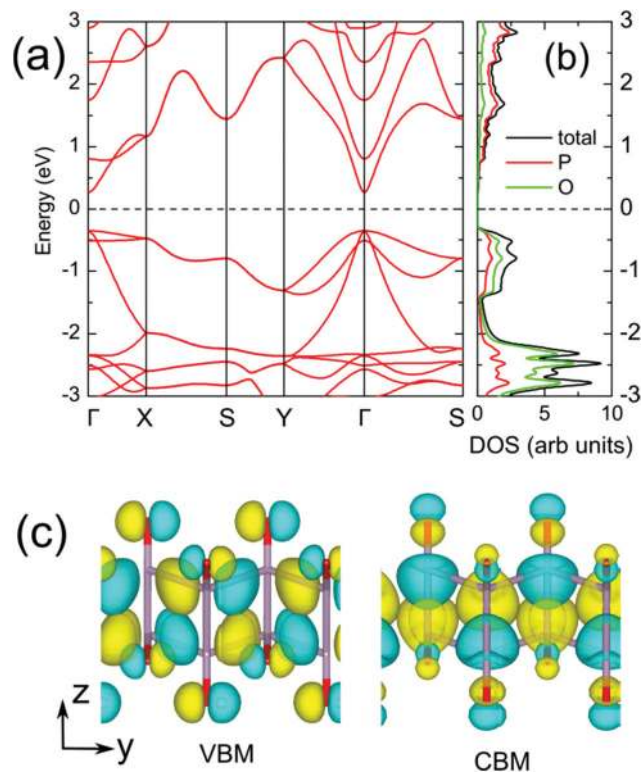 (a)
(b)
3
2
1
0
-1
-2
-3
Energy (eV)
Γ X S Y Γ S
total
P
O
3
2
1
0
-1
-2
-3
0 5 10
DOS (arb units)
(c)
z
y
VBM
CBM